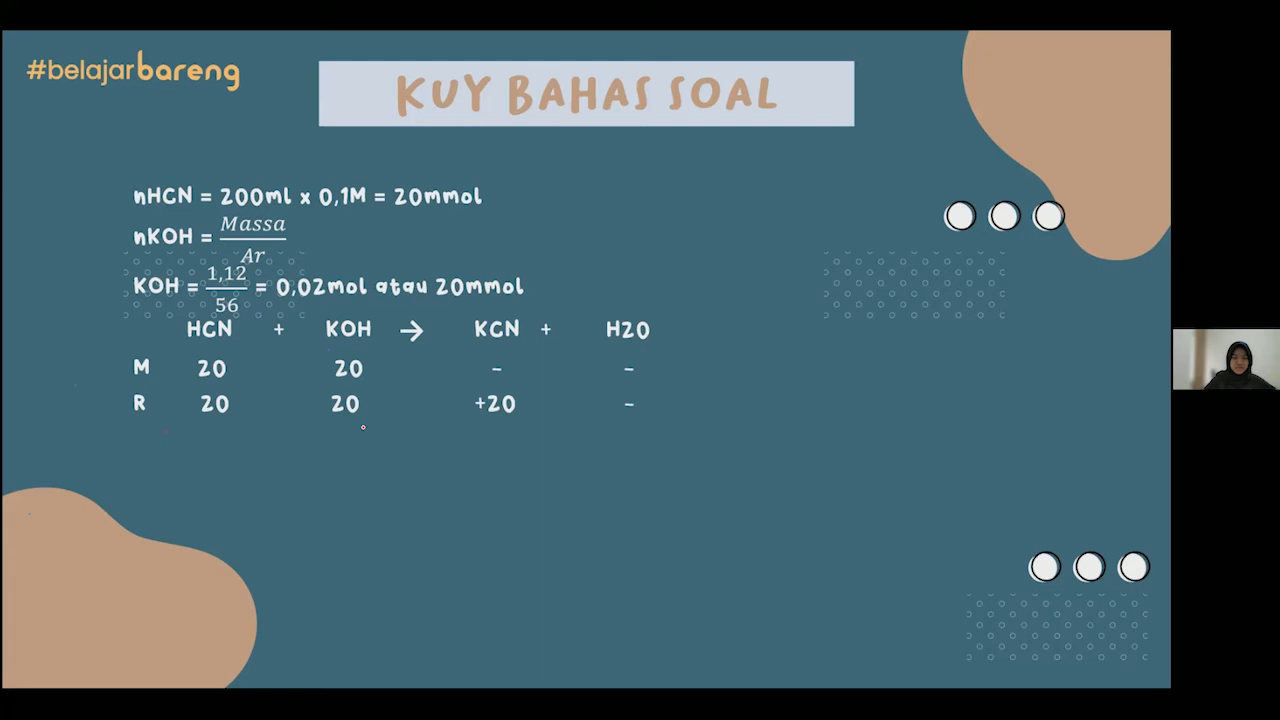 #belajarbareng
KUY BAHAS SOAL
nHCN = 200ml x 0,1M = 20mmol
nKOH = Massa
Ar
KOH = 1,12 = 0,02mol atau 20mmol
56
HCN + KOH → KCN + H2O
M 20 20 - -
R 20 20 +20 -